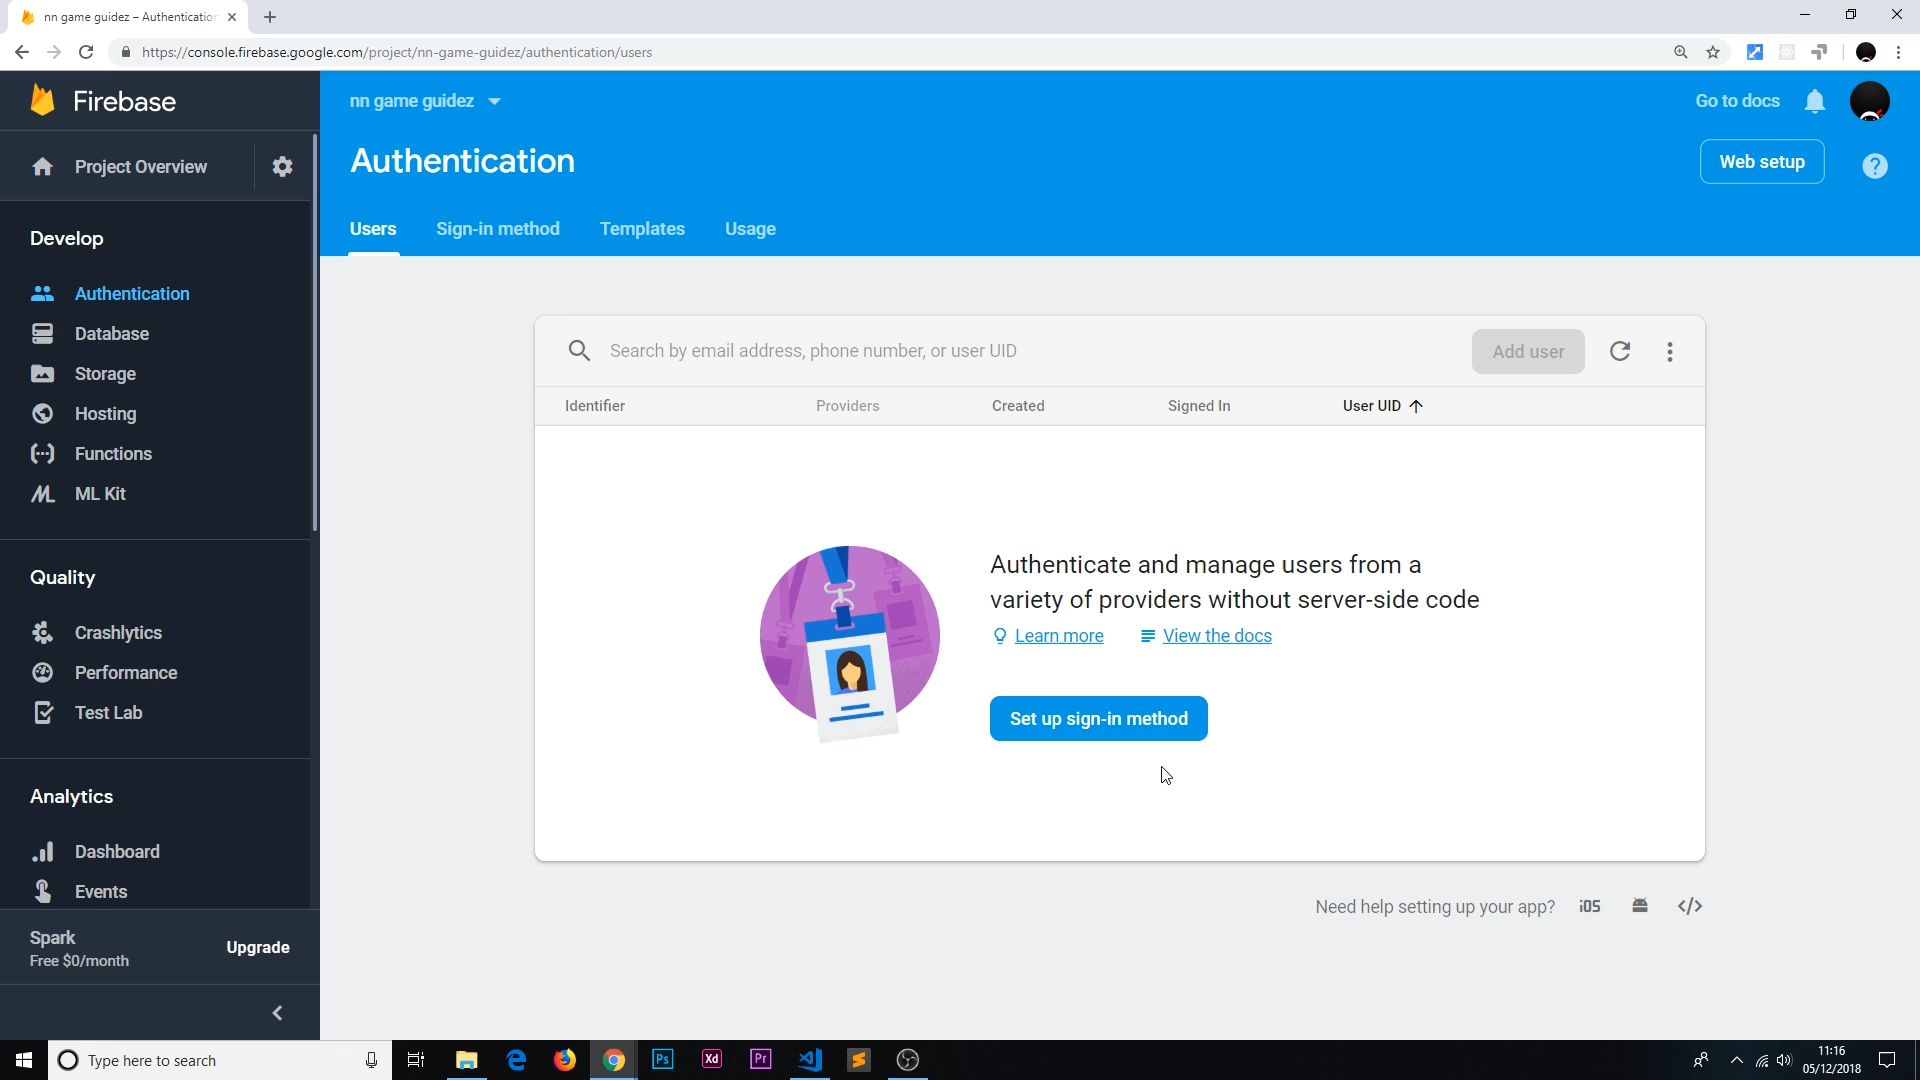 nn game guidez – Authentication
https://console.firebase.google.com/project/nn-game-guidez/authentication/users
Firebase
nn game guidez
Go to docs
Project Overview
Authentication
Web setup
Users
Sign-in method
Templates
Usage
Develop
Authentication
Database
Storage
Hosting
Functions
ML Kit
Quality
Crashlytics
Performance
Test Lab
Analytics
Dashboard
Events
Spark
Free $0/month
Upgrade
Search by email address, phone number, or user UID
Add user
Identifier
Providers
Created
Signed In
User UID
Authenticate and manage users from a
variety of providers without server-side code
Learn more
View the docs
Set up sign-in method
Need help setting up your app?
iOS
Type here to search
Ps
Xd
Pr
11:16
05/12/2018